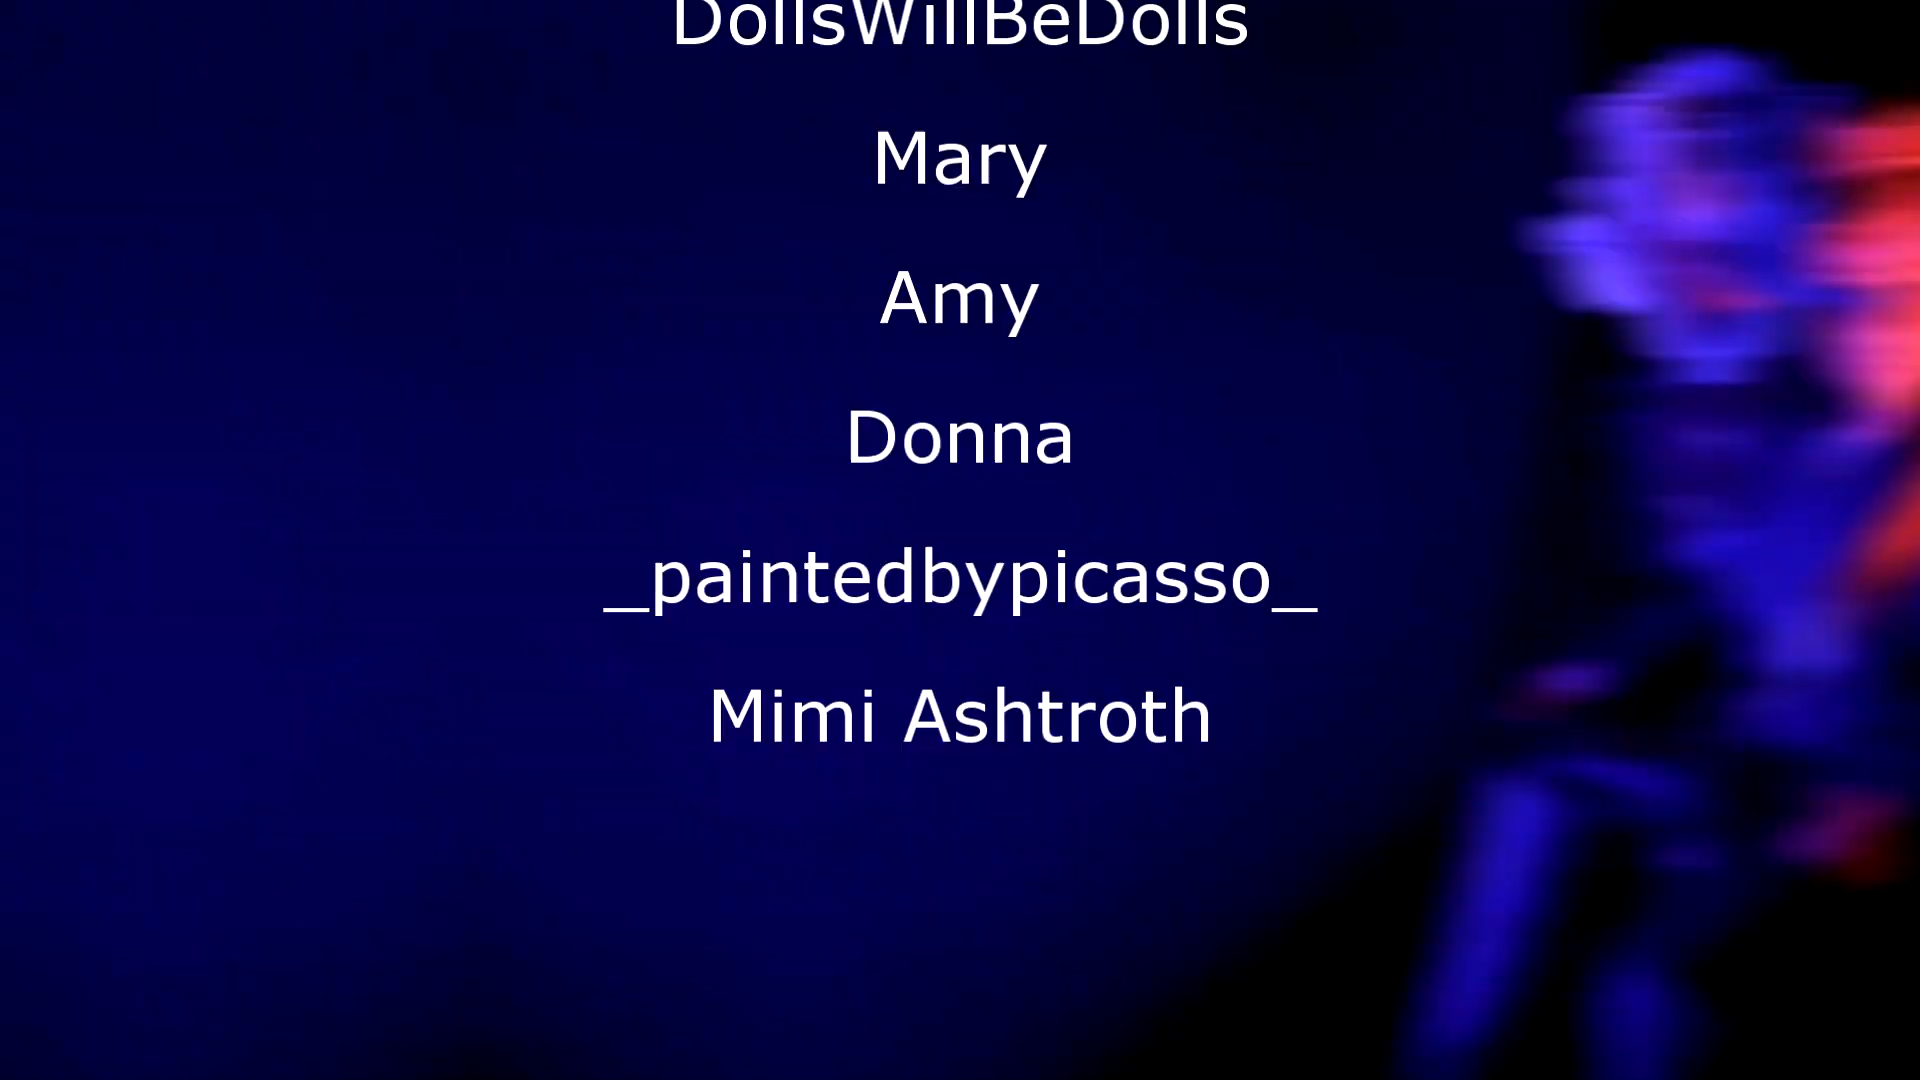 DollsWillBeDolls
Mary
Amy
Donna
_paintedbypicasso_
Mimi Ashtroth